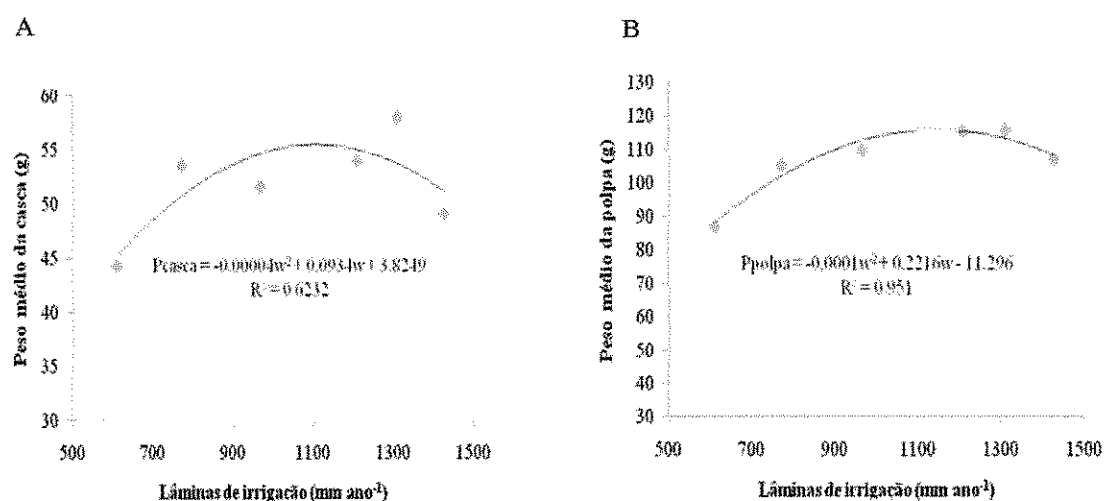 A
Peso médio da casca (g)
60
55
50
45
40
35
30
Pcasca = -0.00004w² + 0.0934w + 3.8249
R² = 0.6232
500 700 900 1100 1300 1500
Lâminas de irrigação (mm ano⁻¹)
B
Peso médio da polpa (g)
130
120
110
100
90
80
70
60
50
40
30
Ppolpa = -0.0001w² + 0.2216w - 11.296
R² = 0.951
500 700 900 1100 1300 1500
Lâminas de irrigação (mm ano⁻¹)